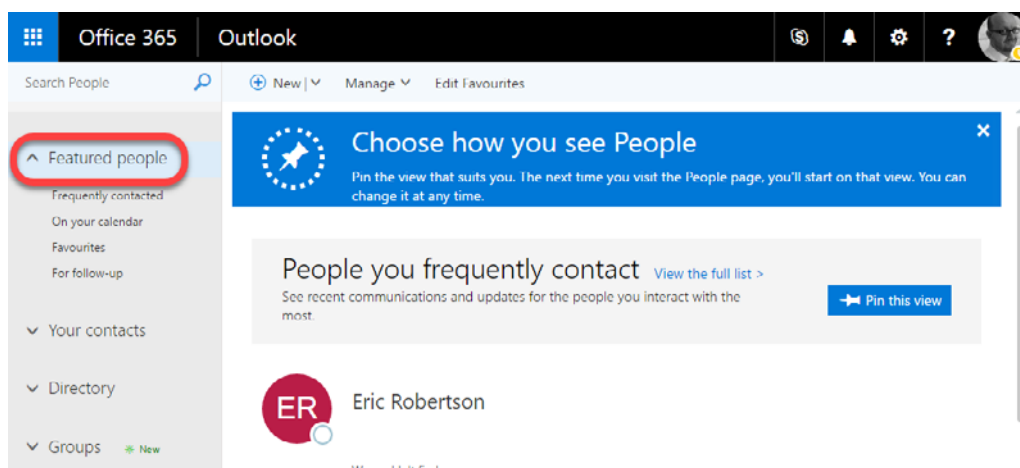 Office 365
Outlook
?
Search People
New
Manage
Edit Favourites
Featured people
Frequently contacted
On your calendar
Favourites
For follow-up
Your contacts
Directory
Groups
New
Choose how you see People
Pin the view that suits you. The next time you visit the People page, you'll start on that view. You can
change it at any time.
People you frequently contact View the full list >
See recent communications and updates for the people you interact with the
most.
Pin this view
ER
Eric Robertson